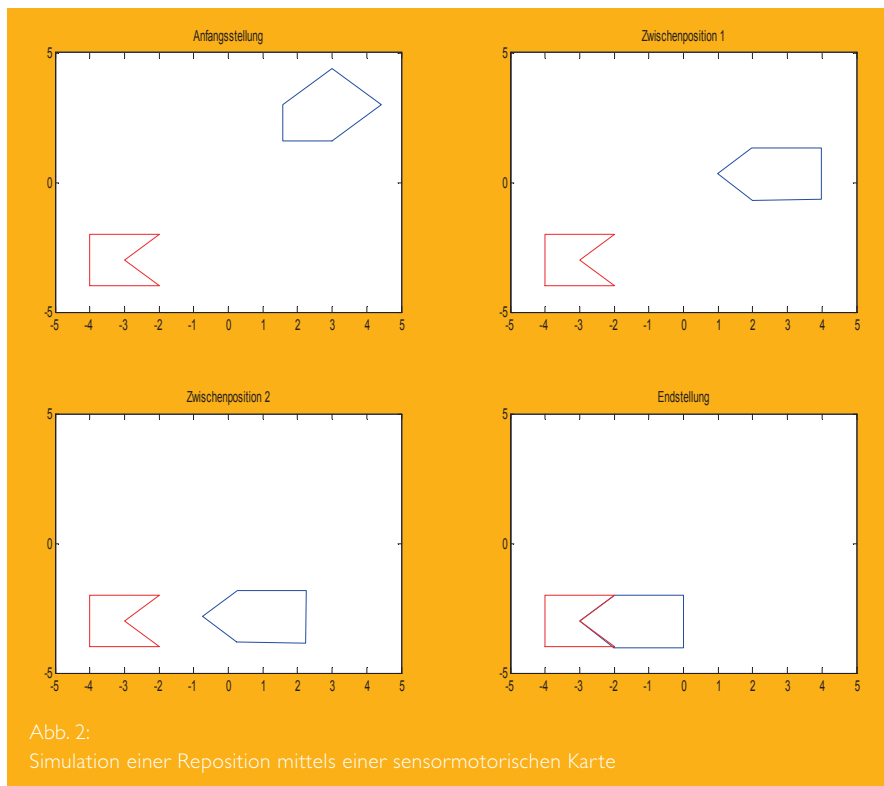 Anfangsstellung
5
0
-5
-5 -4 -3 -2 -1 0 1 2 3 4 5
Zwischenposition 1
5
0
-5
-5 -4 -3 -2 -1 0 1 2 3 4 5
Zwischenposition 2
5
0
-5
-5 -4 -3 -2 -1 0 1 2 3 4 5
Endstellung
5
0
-5
-5 -4 -3 -2 -1 0 1 2 3 4 5
Abb. 2:
Simulation einer Reposition mittels einer sensormotorischen Karte